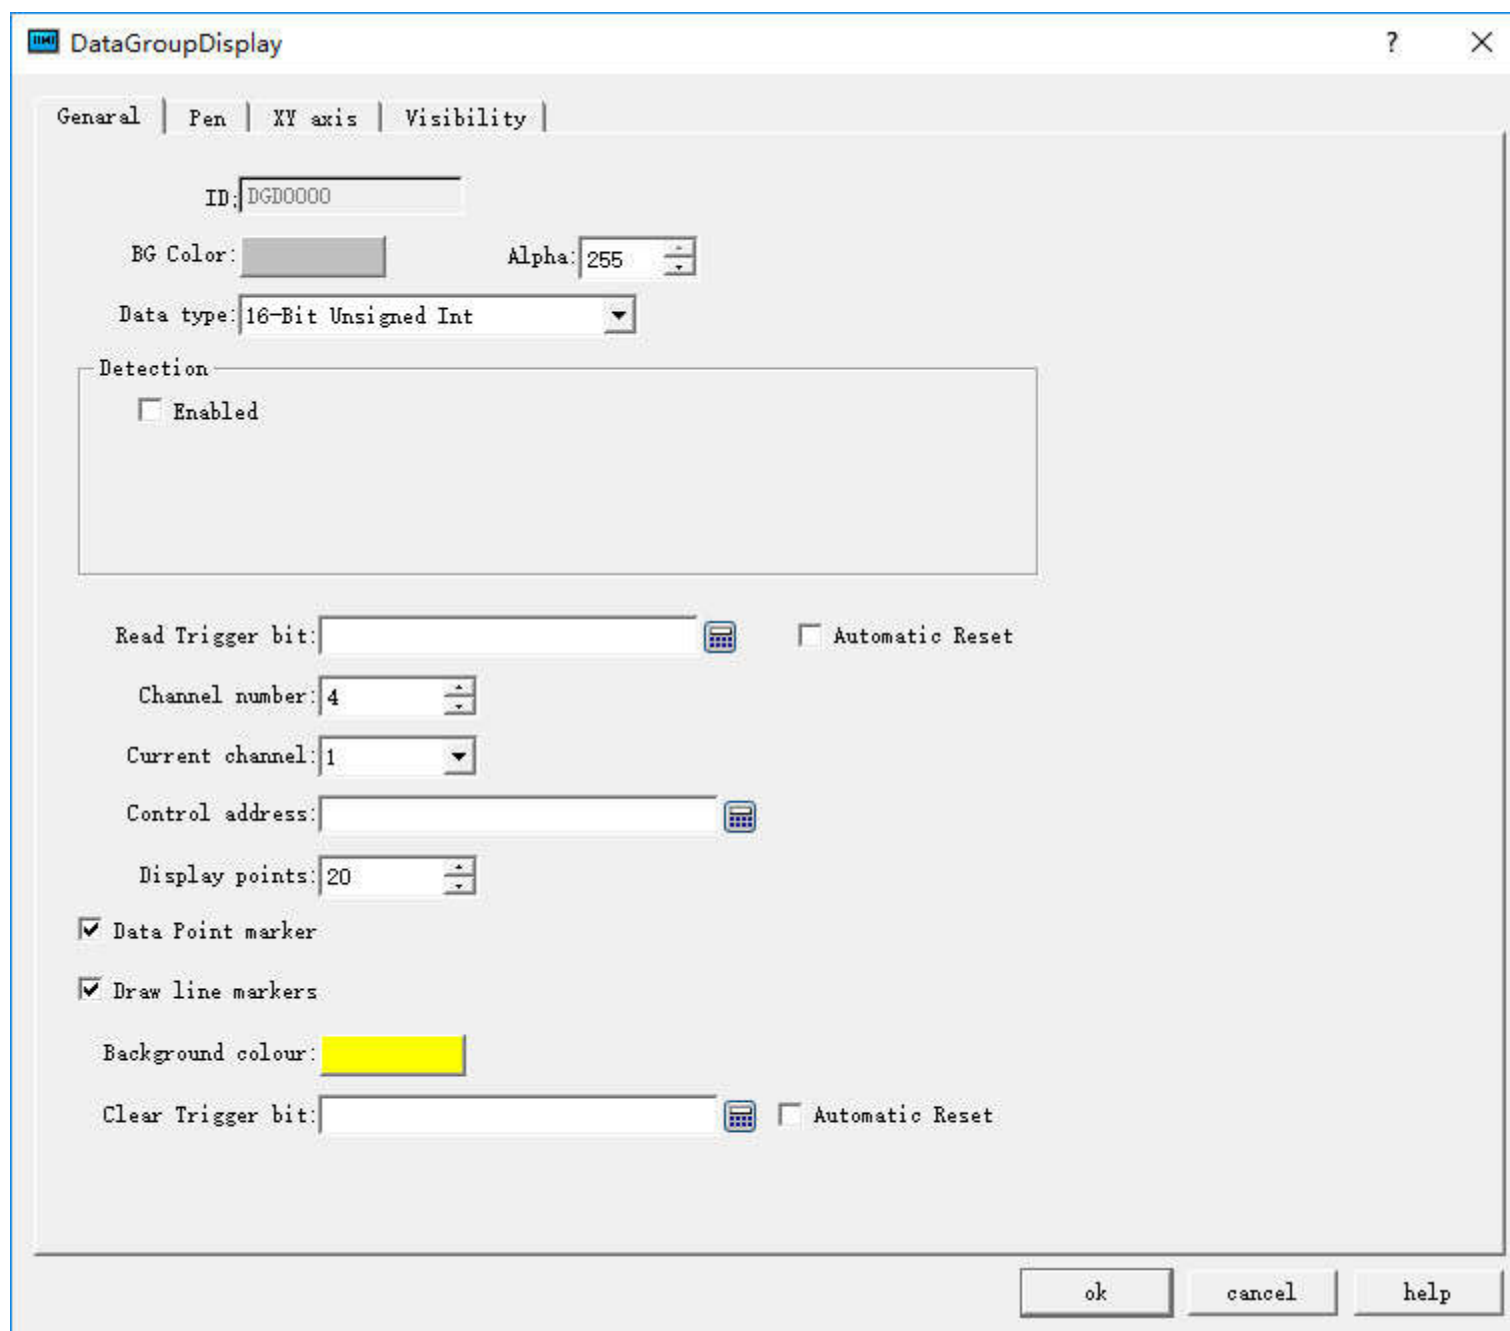 DataGroupDisplay ?
Genaral Pen XY axis Visibility
ID: DGD0000
BG Color: Alpha: 255
Data type: 16-Bit Unsigned Int
Detection
Enabled
Read Trigger bit: Automatic Reset
Channel number: 4
Current channel: 1
Control address:
Display points: 20
Data Point marker
Draw line markers
Background colour:
Clear Trigger bit: Automatic Reset
ok cancel help